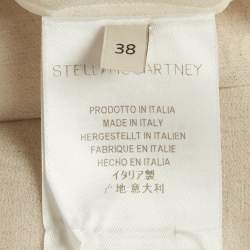 38
STELLA McCARTNEY
PRODOTTO IN ITALIA
MADE IN ITALY
HERGESTELLT IN ITALIEN
FABRIQUE EN ITALIE
HECHO EN ITALIA
イタリア製
产地:意大利